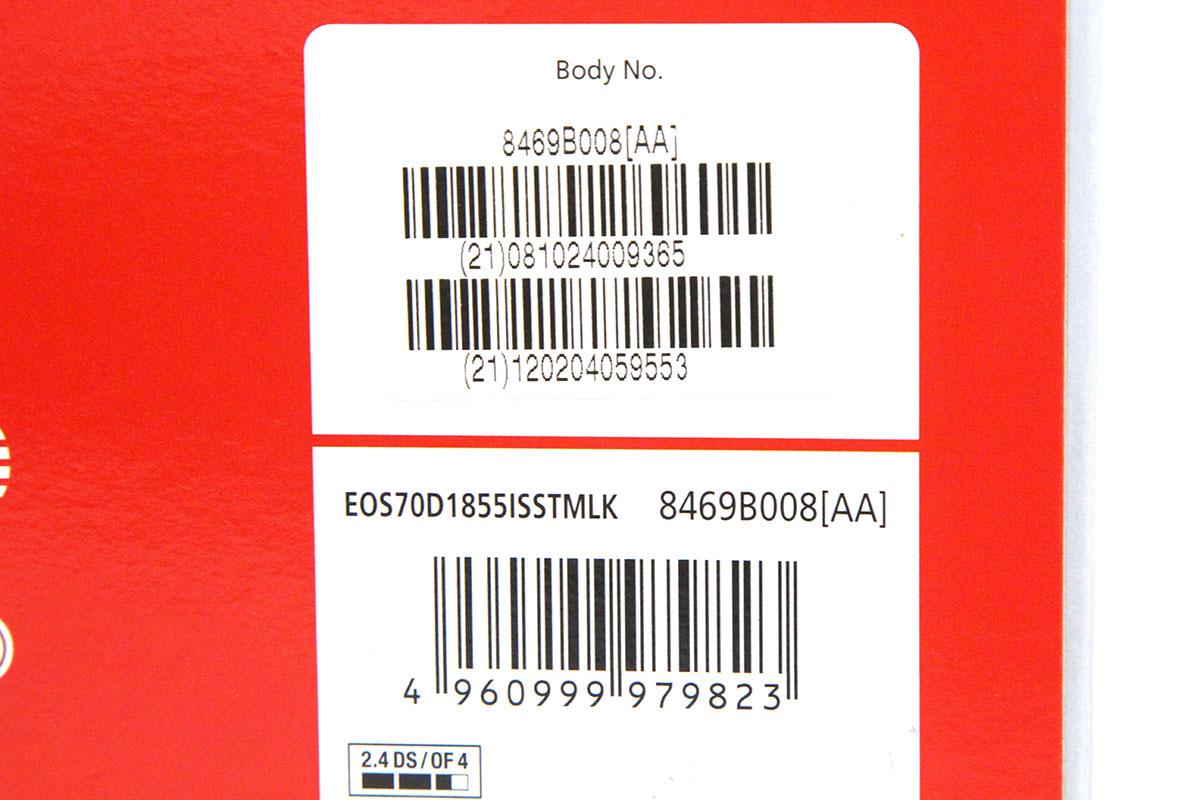 Body No.
8469B008[AA]
(21)081024009365
(21)120204059553
EOS70D1855ISSTMLK 8469B008[AA]
4 960999 979823
2.4 DS/OF 4